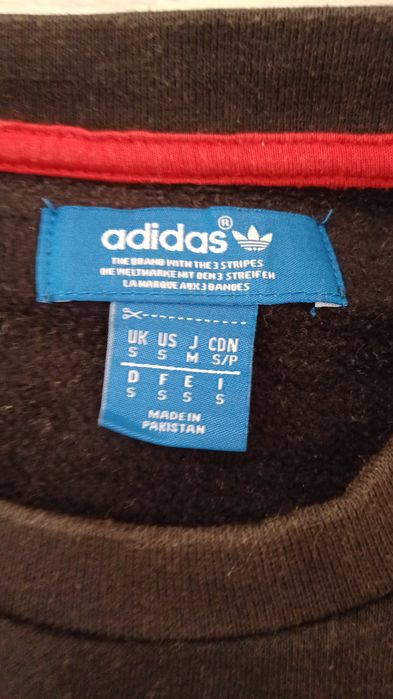 adidas®
THE BRAND WITH THE 3 STRIPES
DIE WELTMARKE MIT DEN 3 STREIFEN
LA MARQUE AUX 3 BANDES
UK US J CDN
S S M S/P
D F E I
S S S S
MADE IN
PAKISTAN